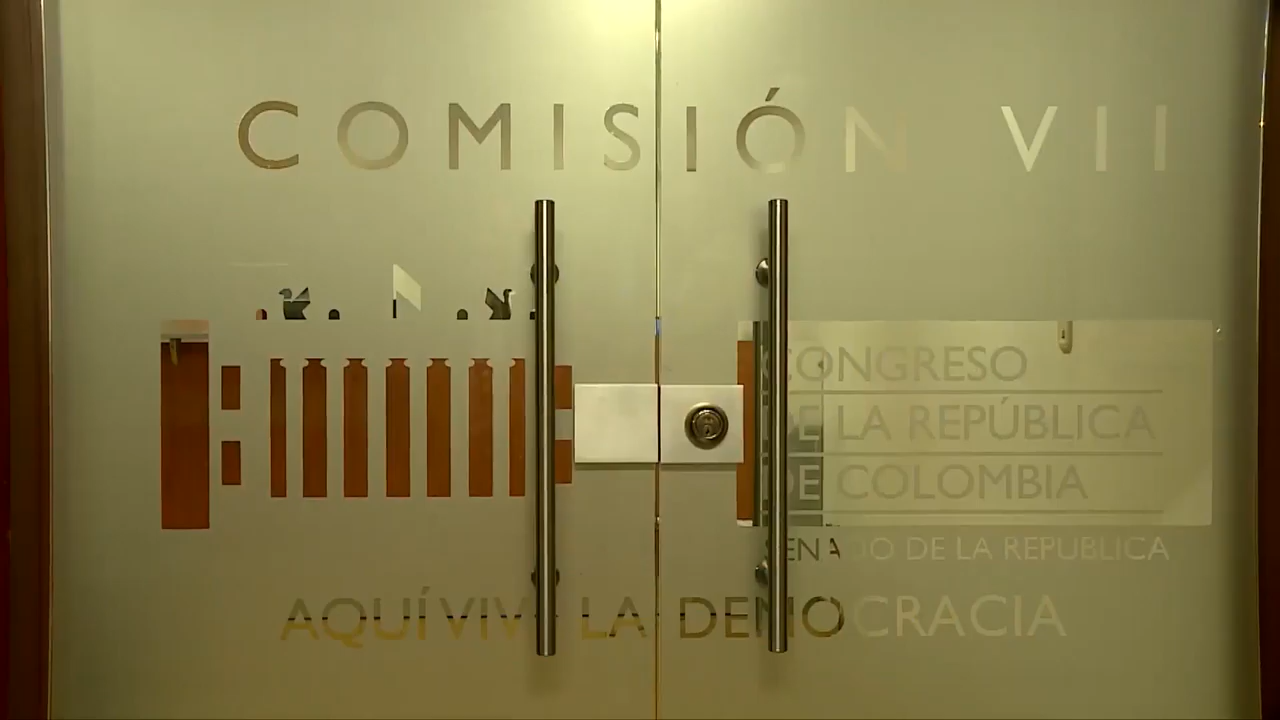 COMISIÓN VII
CONGRESO
DE LA REPÚBLICA
DE COLOMBIA
SENADO DE LA REPUBLICA
AQUÍ VIVE LA DEMOCRACIA